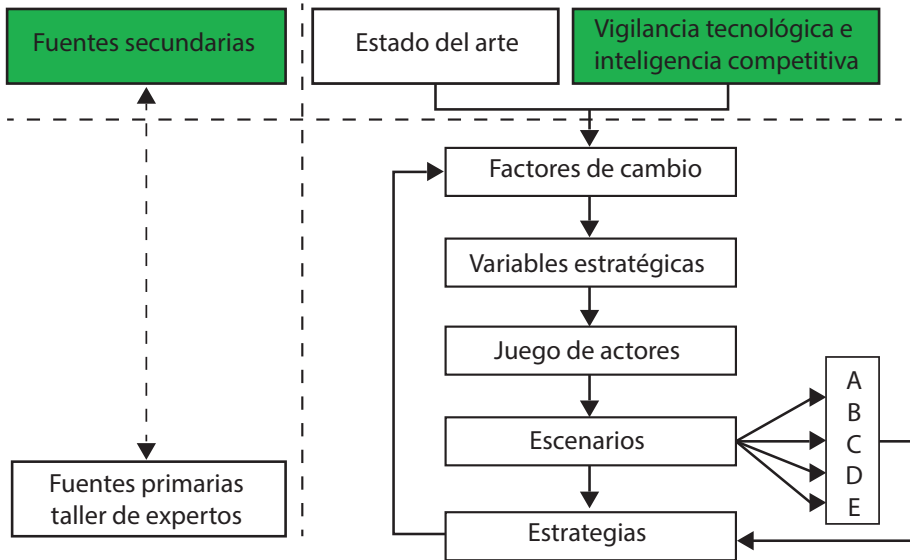 Fuentes secundarias
Estado del arte
Vigilancia tecnológica e
inteligencia competitiva
Factores de cambio
Variables estratégicas
Juego de actores
Escenarios
A
B
C
D
E
Fuentes primarias
taller de expertos
Estrategias